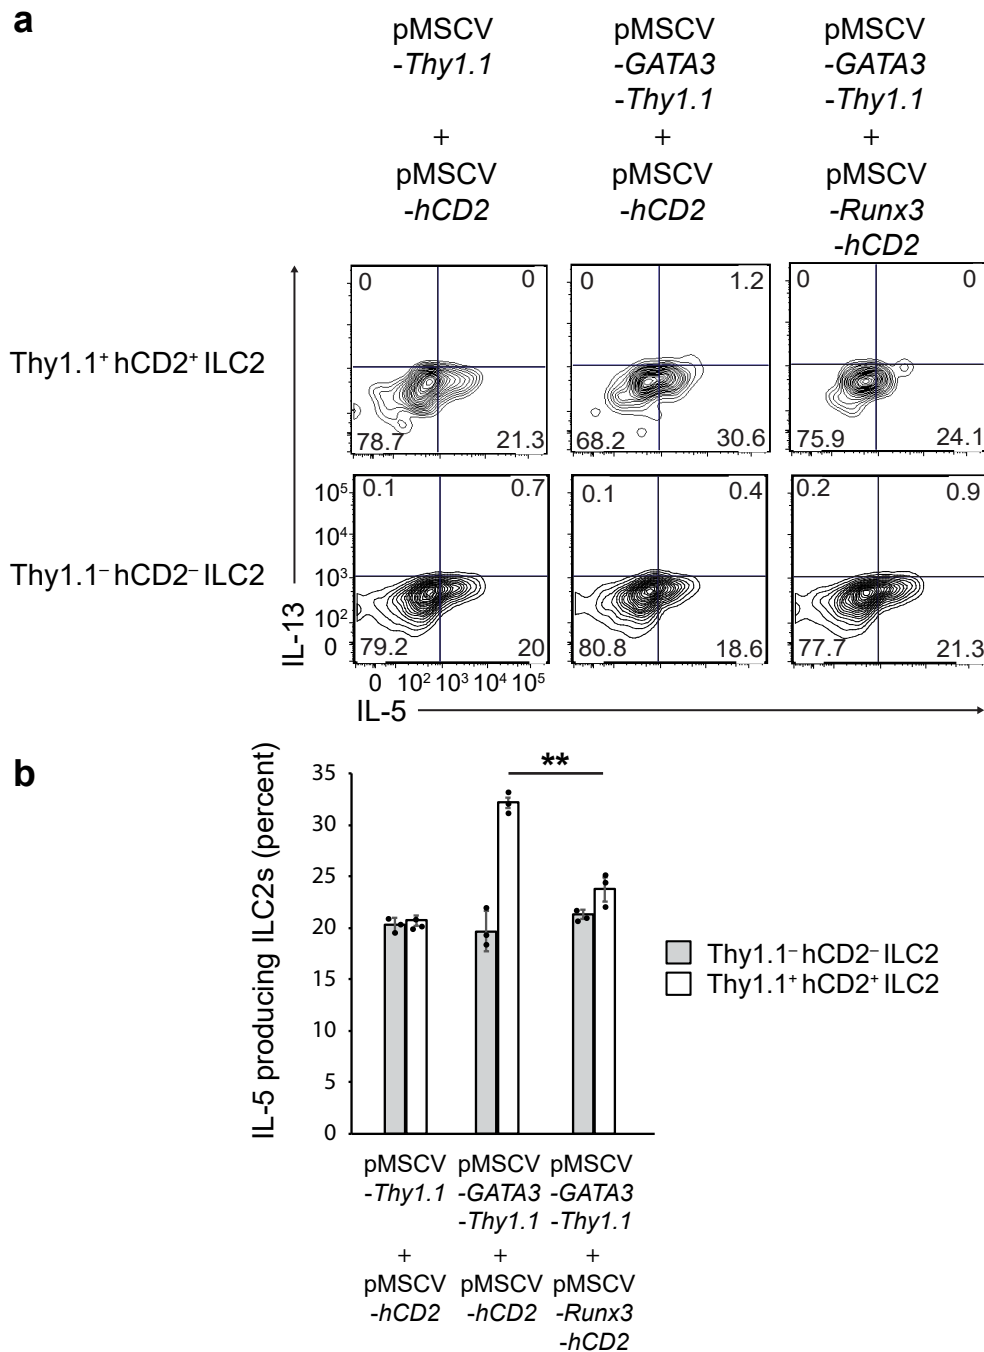 a
pMSCV
-Thy1.1
+
pMSCV
-hCD2
pMSCV
-GATA3
-Thy1.1
+
pMSCV
-hCD2
pMSCV
-GATA3
-Thy1.1
+
pMSCV
-Runx3
-hCD2
Thy1.1⁺ hCD2⁺ ILC2
0 0
78.7 21.3
0 1.2
68.2 30.6
0 0
75.9 24.1
Thy1.1⁻ hCD2⁻ ILC2
0.1 0.7
79.2 20
0.1 0.4
80.8 18.6
0.2 0.9
77.7 21.3
10⁵
10⁴
10³
10²
0
IL-13
0 10² 10³ 10⁴ 10⁵
IL-5
b
IL-5 producing ILC2s (percent)
35
30
25
20
15
10
5
0
**
Thy1.1⁻ hCD2⁻ ILC2
Thy1.1⁺ hCD2⁺ ILC2
pMSCV
-Thy1.1
+
pMSCV
-hCD2
pMSCV
-GATA3
-Thy1.1
+
pMSCV
-hCD2
pMSCV
-GATA3
-Thy1.1
+
pMSCV
-Runx3
-hCD2